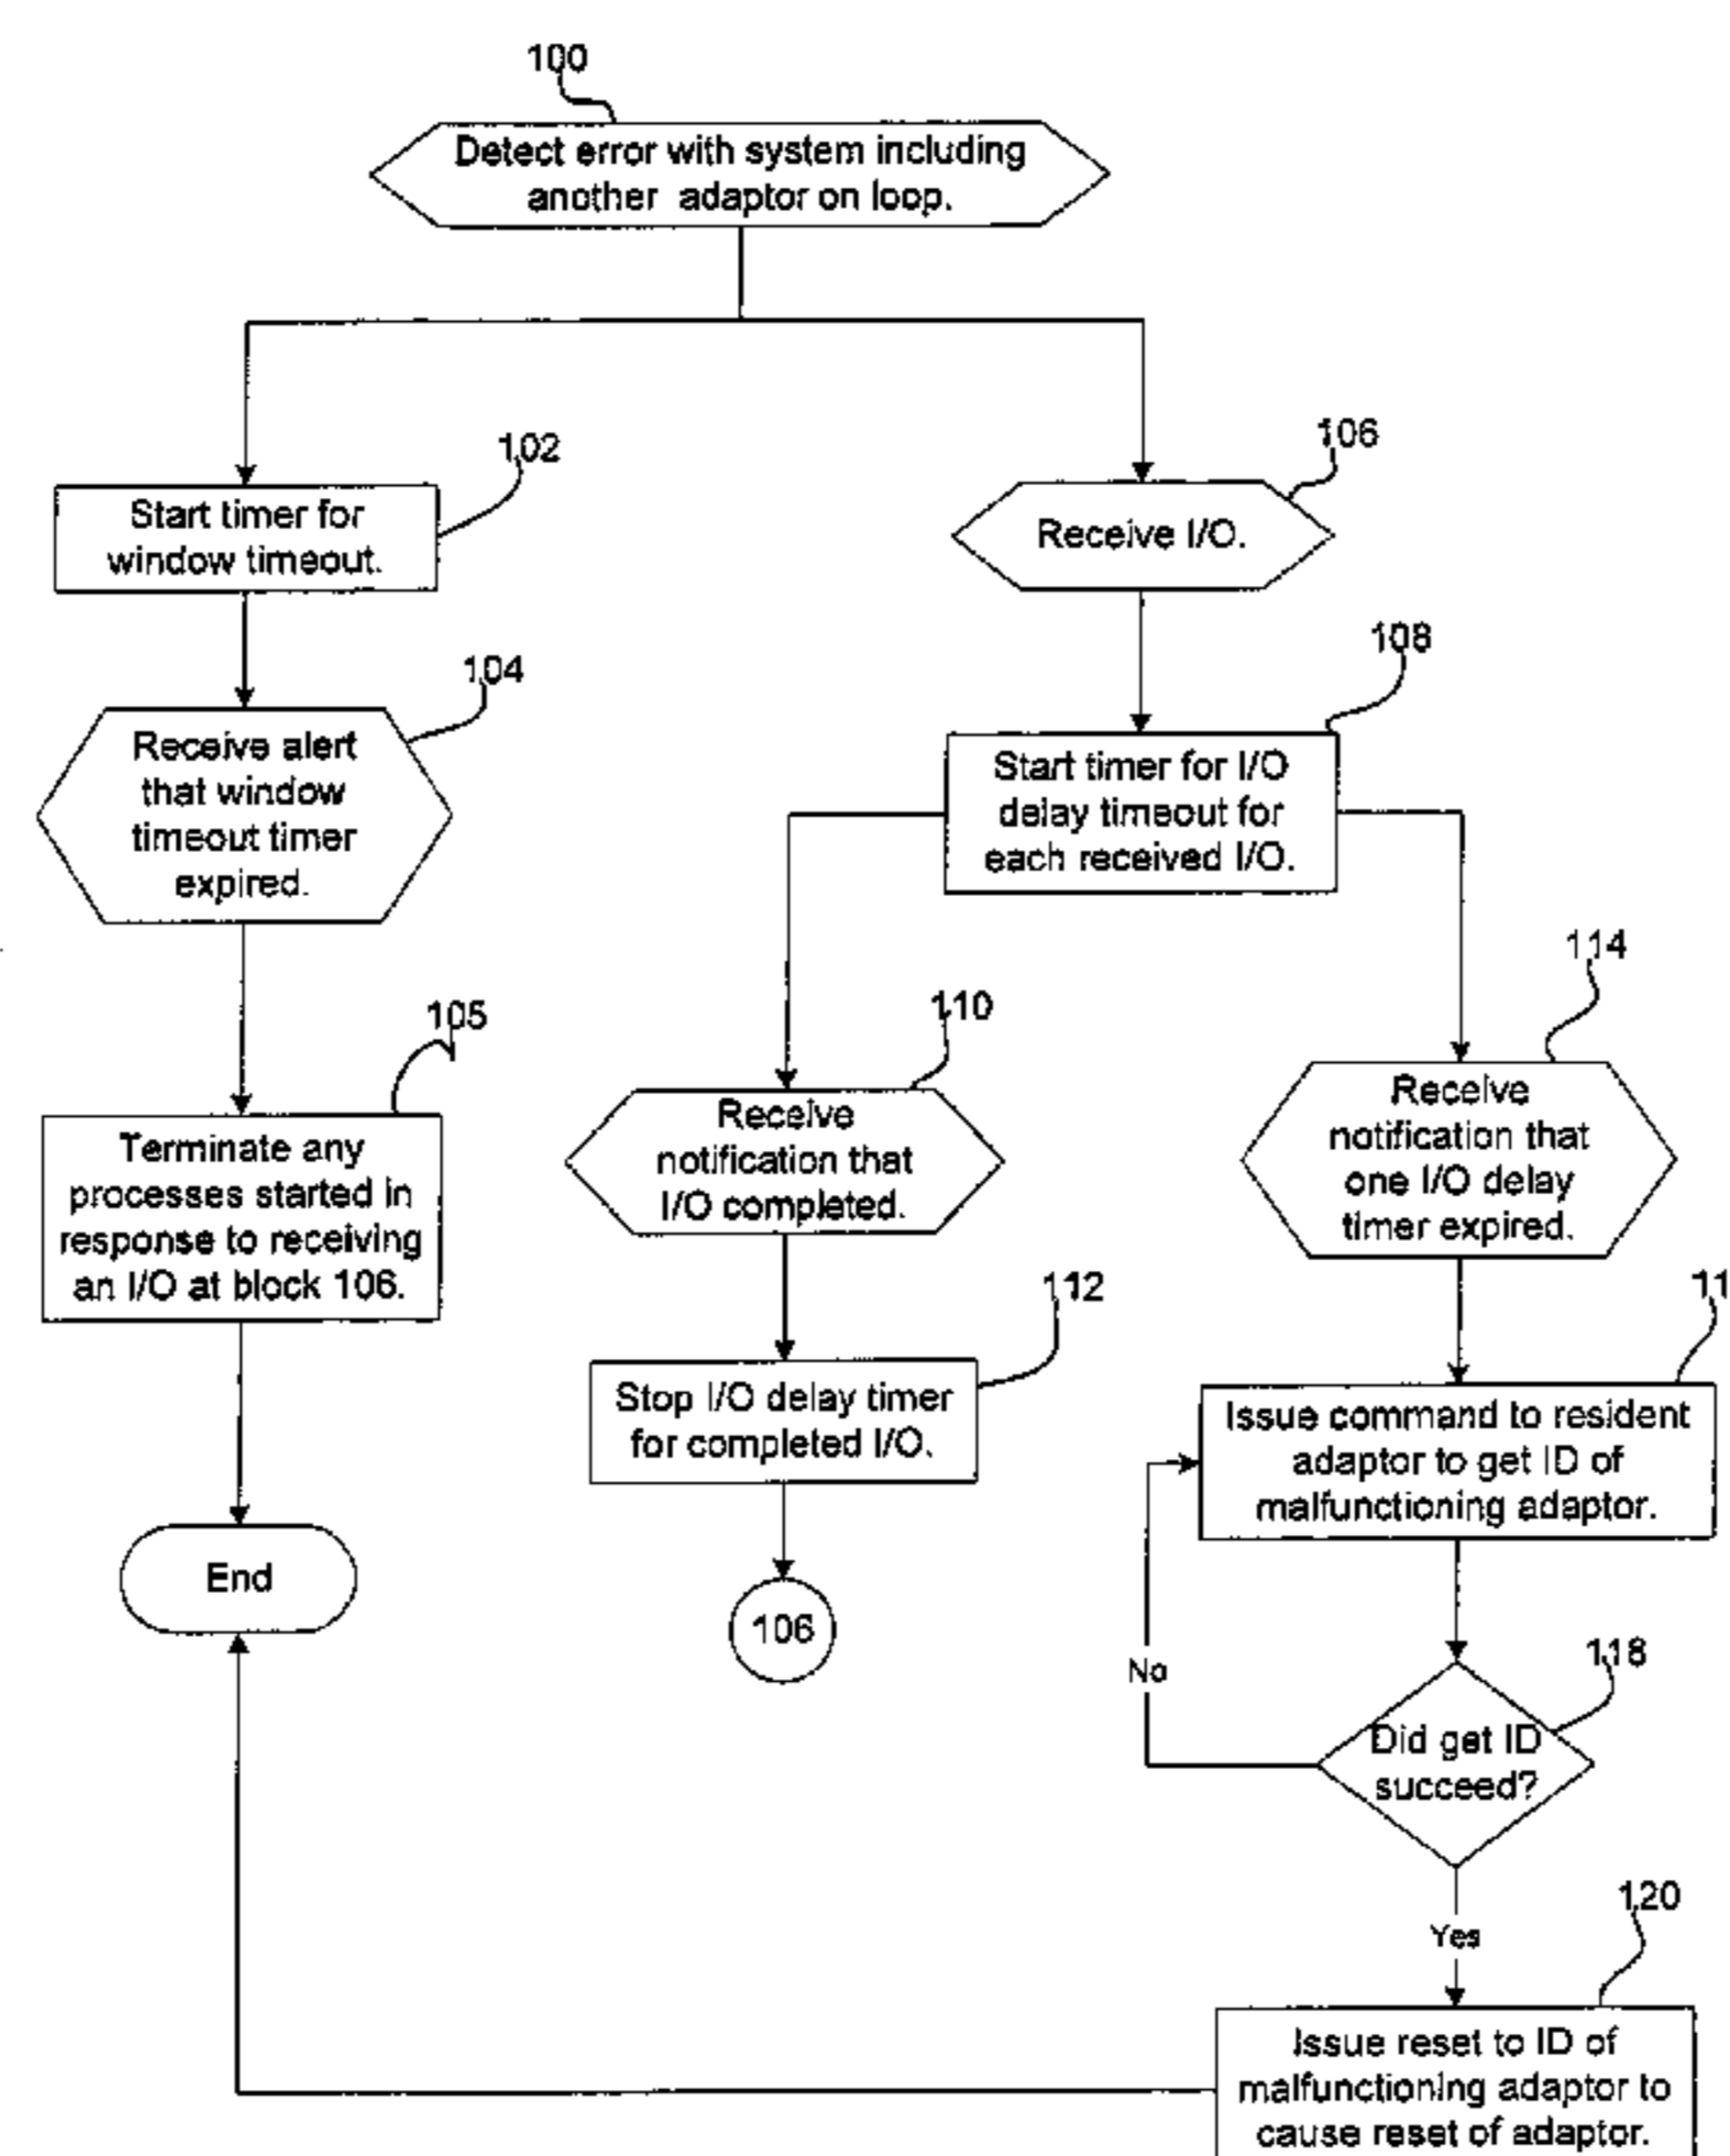 100
Detect error with system including
another adaptor on loop.
102
Start timer for
window timeout.
106
Receive I/O.
104
Receive alert
that window
timeout timer
expired.
108
Start timer for I/O
delay timeout for
each received I/O.
105
Terminate any
processes started in
response to receiving
an I/O at block 106.
110
Receive
notification that
I/O completed.
114
Receive
notification that
one I/O delay
timer expired.
112
Stop I/O delay timer
for completed I/O.
11
Issue command to resident
adaptor to get ID of
malfunctioning adaptor.
End
106
No
118
Did get ID
succeed?
Yes
120
Issue reset to ID of
malfunctioning adaptor to
cause reset of adaptor.